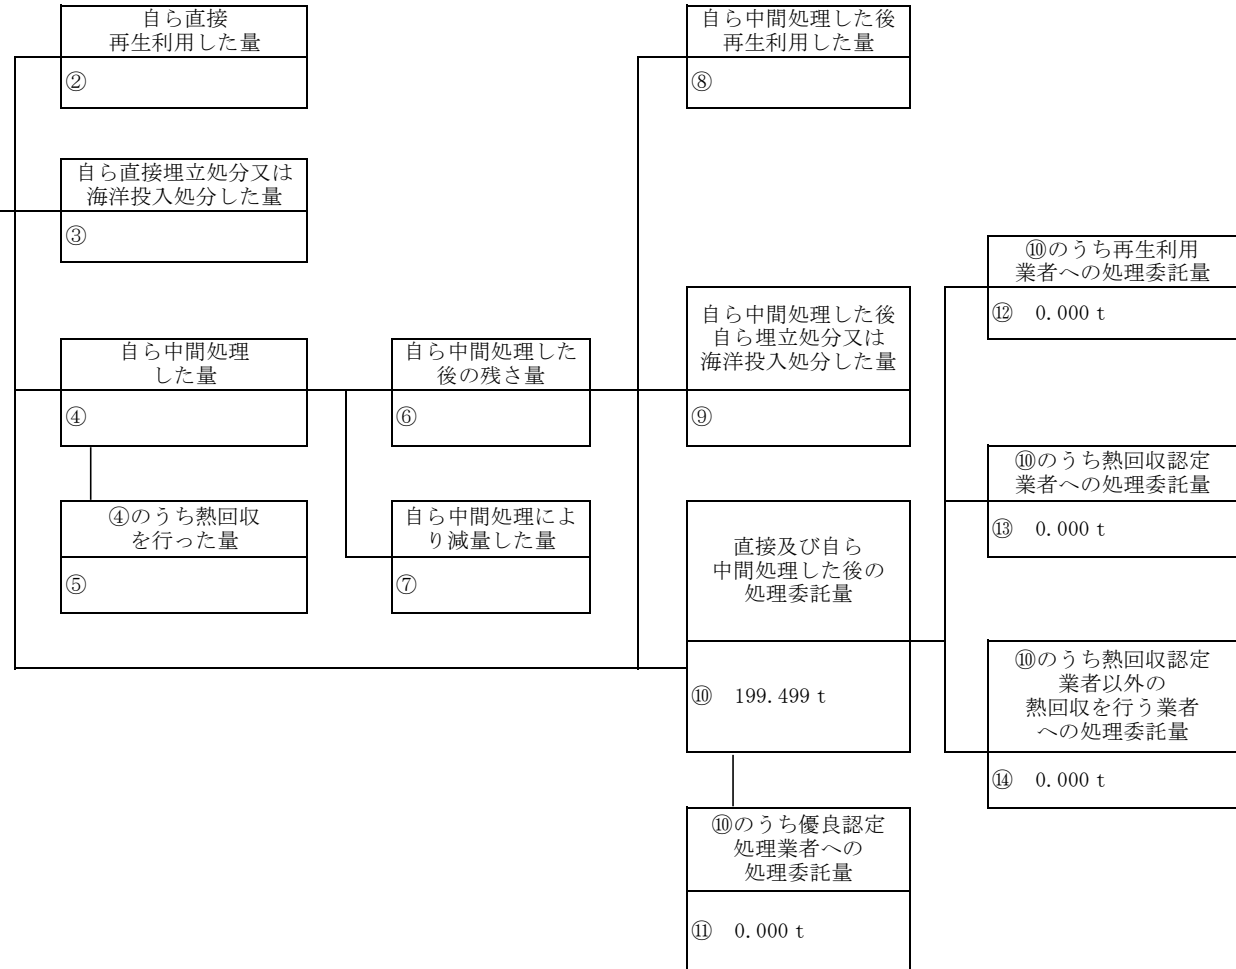 自ら直接
再生利用した量
②
自ら直接埋立処分又は
海洋投入処分した量
③
自ら中間処理
した量
④
④のうち熱回収
を行った量
⑤
自ら中間処理した
後の残さ量
⑥
自ら中間処理によ
り減量した量
⑦
自ら中間処理した後
再生利用した量
⑧
自ら中間処理した後
自ら埋立処分又は
海洋投入処分した量
⑨
直接及び自ら
中間処理した後の
処理委託量
⑩ 199.499 t
⑩のうち優良認定
処理業者への
処理委託量
⑪ 0.000 t
⑩のうち再生利用
業者への処理委託量
⑫ 0.000 t
⑩のうち熱回収認定
業者への処理委託量
⑬ 0.000 t
⑩のうち熱回収認定
業者以外の
熱回収を行う業者
への処理委託量
⑭ 0.000 t